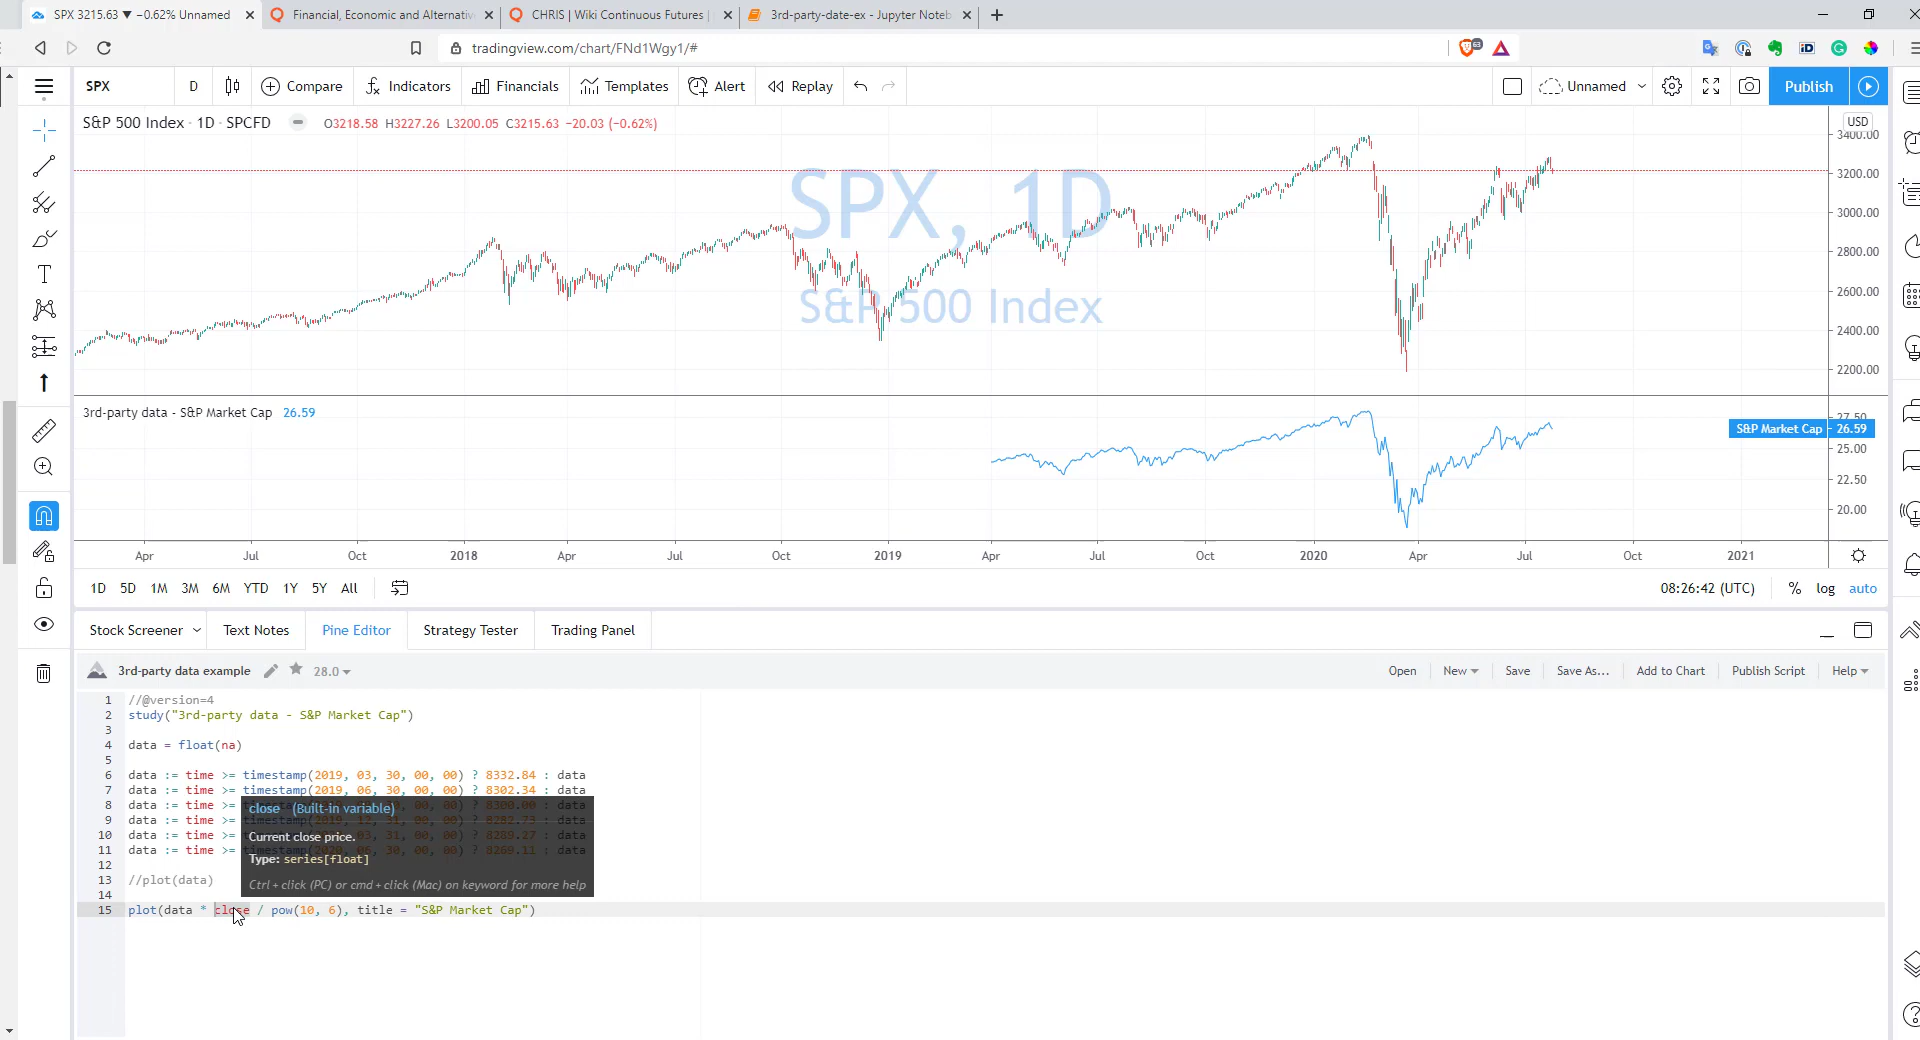 SPX 3215.63 ▼ −0.62% Unnamed
Financial, Economic and Alternativ
CHRIS | Wiki Continuous Futures |
3rd-party-date-ex - Jupyter Noteb
tradingview.com/chart/FNd1Wgy1/#
SPX
D
Compare
Indicators
Financials
Templates
Alert
Replay
Unnamed
Publish
S&P 500 Index · 1D · SPCFD
O3218.58 H3227.26 L3200.05 C3215.63 −20.03 (−0.62%)
USD
SPX, 1D
S&P 500 Index
3400.00
3200.00
3000.00
2800.00
2600.00
2400.00
2200.00
3rd-party data - S&P Market Cap 26.59
S&P Market Cap
26.59
27.50
25.00
22.50
20.00
Apr Jul Oct 2018 Apr Jul Oct 2019 Apr Jul Oct 2020 Apr Jul Oct 2021
1D 5D 1M 3M 6M YTD 1Y 5Y All
08:26:42 (UTC)
% log auto
Stock Screener
Text Notes
Pine Editor
Strategy Tester
Trading Panel
3rd-party data example
28.0
Open
New
Save
Save As...
Add to Chart
Publish Script
Help
1 //@version=4
2 study("3rd-party data - S&P Market Cap")
3
4 data = float(na)
5
6 data := time >= timestamp(2019, 03, 30, 00, 00) ? 8332.84 : data
7 data := time >= timestamp(2019, 06, 30, 00, 00) ? 8302.34 : data
8 data := time >=
9 data := time >=
10 data := time >=
11 data := time >=
12
13 //plot(data)
14
15 plot(data * close / pow(10, 6), title = "S&P Market Cap")
close (Built-in variable)
Current close price.
Type: series[float]
Ctrl + click (PC) or cmd + click (Mac) on keyword for more help